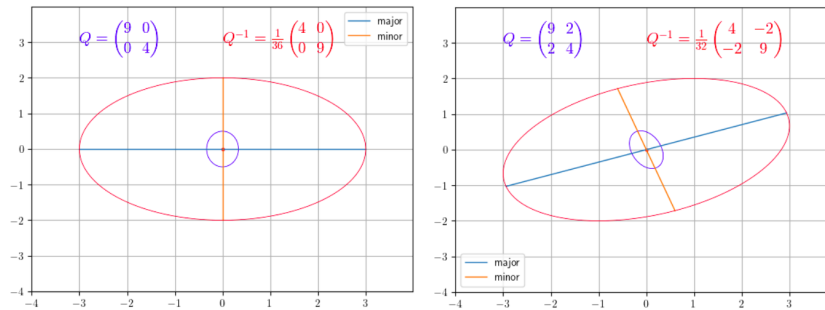 Q = (9 0; 0 4)
Q⁻¹ = 1/36 (4 0; 0 9)
major
minor
4
3
2
1
0
−1
−2
−3
−4
−4 −3 −2 −1 0 1 2 3
Q = (9 2; 2 4)
Q⁻¹ = 1/32 (4 −2; −2 9)
3
2
1
0
−1
−2
−3
−4
major
minor
−4 −3 −2 −1 0 1 2 3